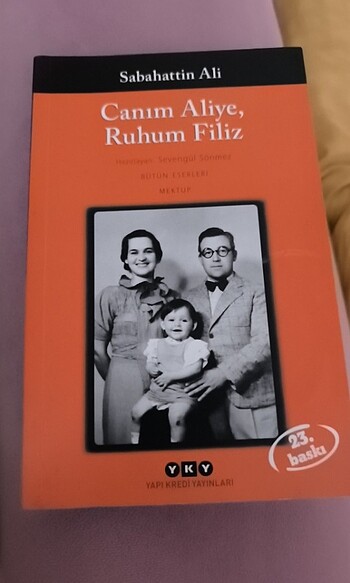 Sabahattin Ali
Canım Aliye,
Ruhum Filiz
Hazırlayan: Sevengül Sönmez
BÜTÜN ESERLERİ
MEKTUP
23.
baskı
YKY
YAPI KREDİ YAYINLARI